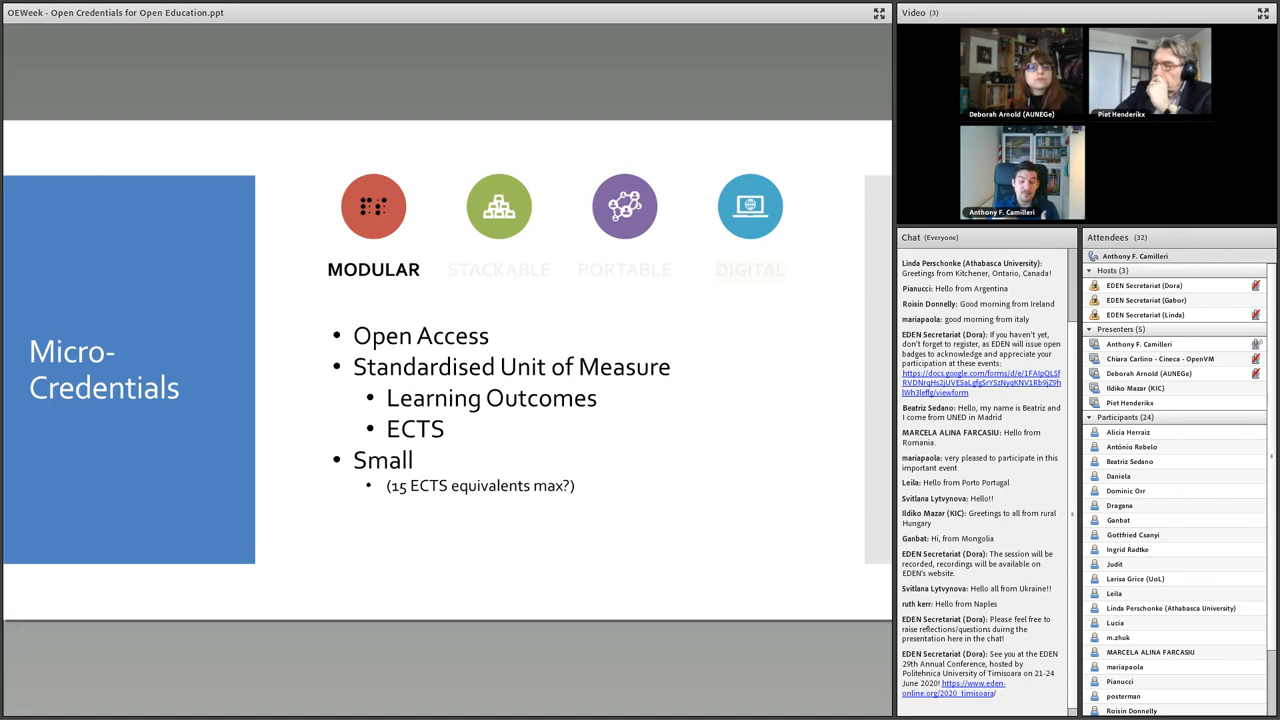 OEWeek - Open Credentials for Open Education.ppt
Micro-
Credentials
MODULAR
STACKABLE
PORTABLE
DIGITAL
• Open Access
• Standardised Unit of Measure
• Learning Outcomes
• ECTS
• Small
• (15 ECTS equivalents max?)
Video (3)
Deborah Arnold (AUNEGe)
Piet Henderikx
Anthony F. Camilleri
Chat (Everyone)
Linda Perschonke (Athabasca University):
Greetings from Kitchener, Ontario, Canada!
Pianucci: Hello from Argentina
Roisin Donnelly: Good morning from Ireland
mariapaola: good morning from italy
EDEN Secretariat (Dora): If you haven't yet,
don't forget to register, as EDEN will issue open
badges to acknowledge and appreciate your
participation at these events:
Beatriz Sedano: Hello, my name is Beatriz and
I come from UNED in Madrid
MARCELA ALINA FARCASIU: Hello from
Romania.
mariapaola: very pleased to participate in this
important event
Leila: Hello from Porto Portugal
Svitlana Lytvynova: Hello!!
Ildiko Mazar (KIC): Greetings to all from rural
Hungary
Ganbat: Hi, from Mongolia
EDEN Secretariat (Dora): The session will be
recorded, recordings will be available on
EDEN's website.
Svitlana Lytvynova: Hello all from Ukraine!!
ruth kerr: Hello from Naples
EDEN Secretariat (Dora): Please feel free to
raise reflections/questions duirng the
presentation here in the chat!
EDEN Secretariat (Dora): See you at the EDEN
29th Annual Conference, hosted by
Politehnica University of Timisoara on 21-24
June 2020! https://www.eden-
online.org/2020_timisoara/
Attendees (32)
Anthony F. Camilleri
Hosts (3)
EDEN Secretariat (Dora)
EDEN Secretariat (Gabor)
EDEN Secretariat (Linda)
Presenters (5)
Anthony F. Camilleri
Chiara Carlino - Cineca - OpenVM
Deborah Arnold (AUNEGe)
Ildiko Mazar (KIC)
Piet Henderikx
Participants (24)
Alicia Herraiz
António Rebelo
Beatriz Sedano
Daniela
Dominic Orr
Dragana
Ganbat
Gottfried Csanyi
Ingrid Radtke
Judit
Larisa Grice (UoL)
Leila
Linda Perschonke (Athabasca University)
Lucia
m.zhuk
MARCELA ALINA FARCASIU
mariapaola
Pianucci
posterman
Roisin Donnelly